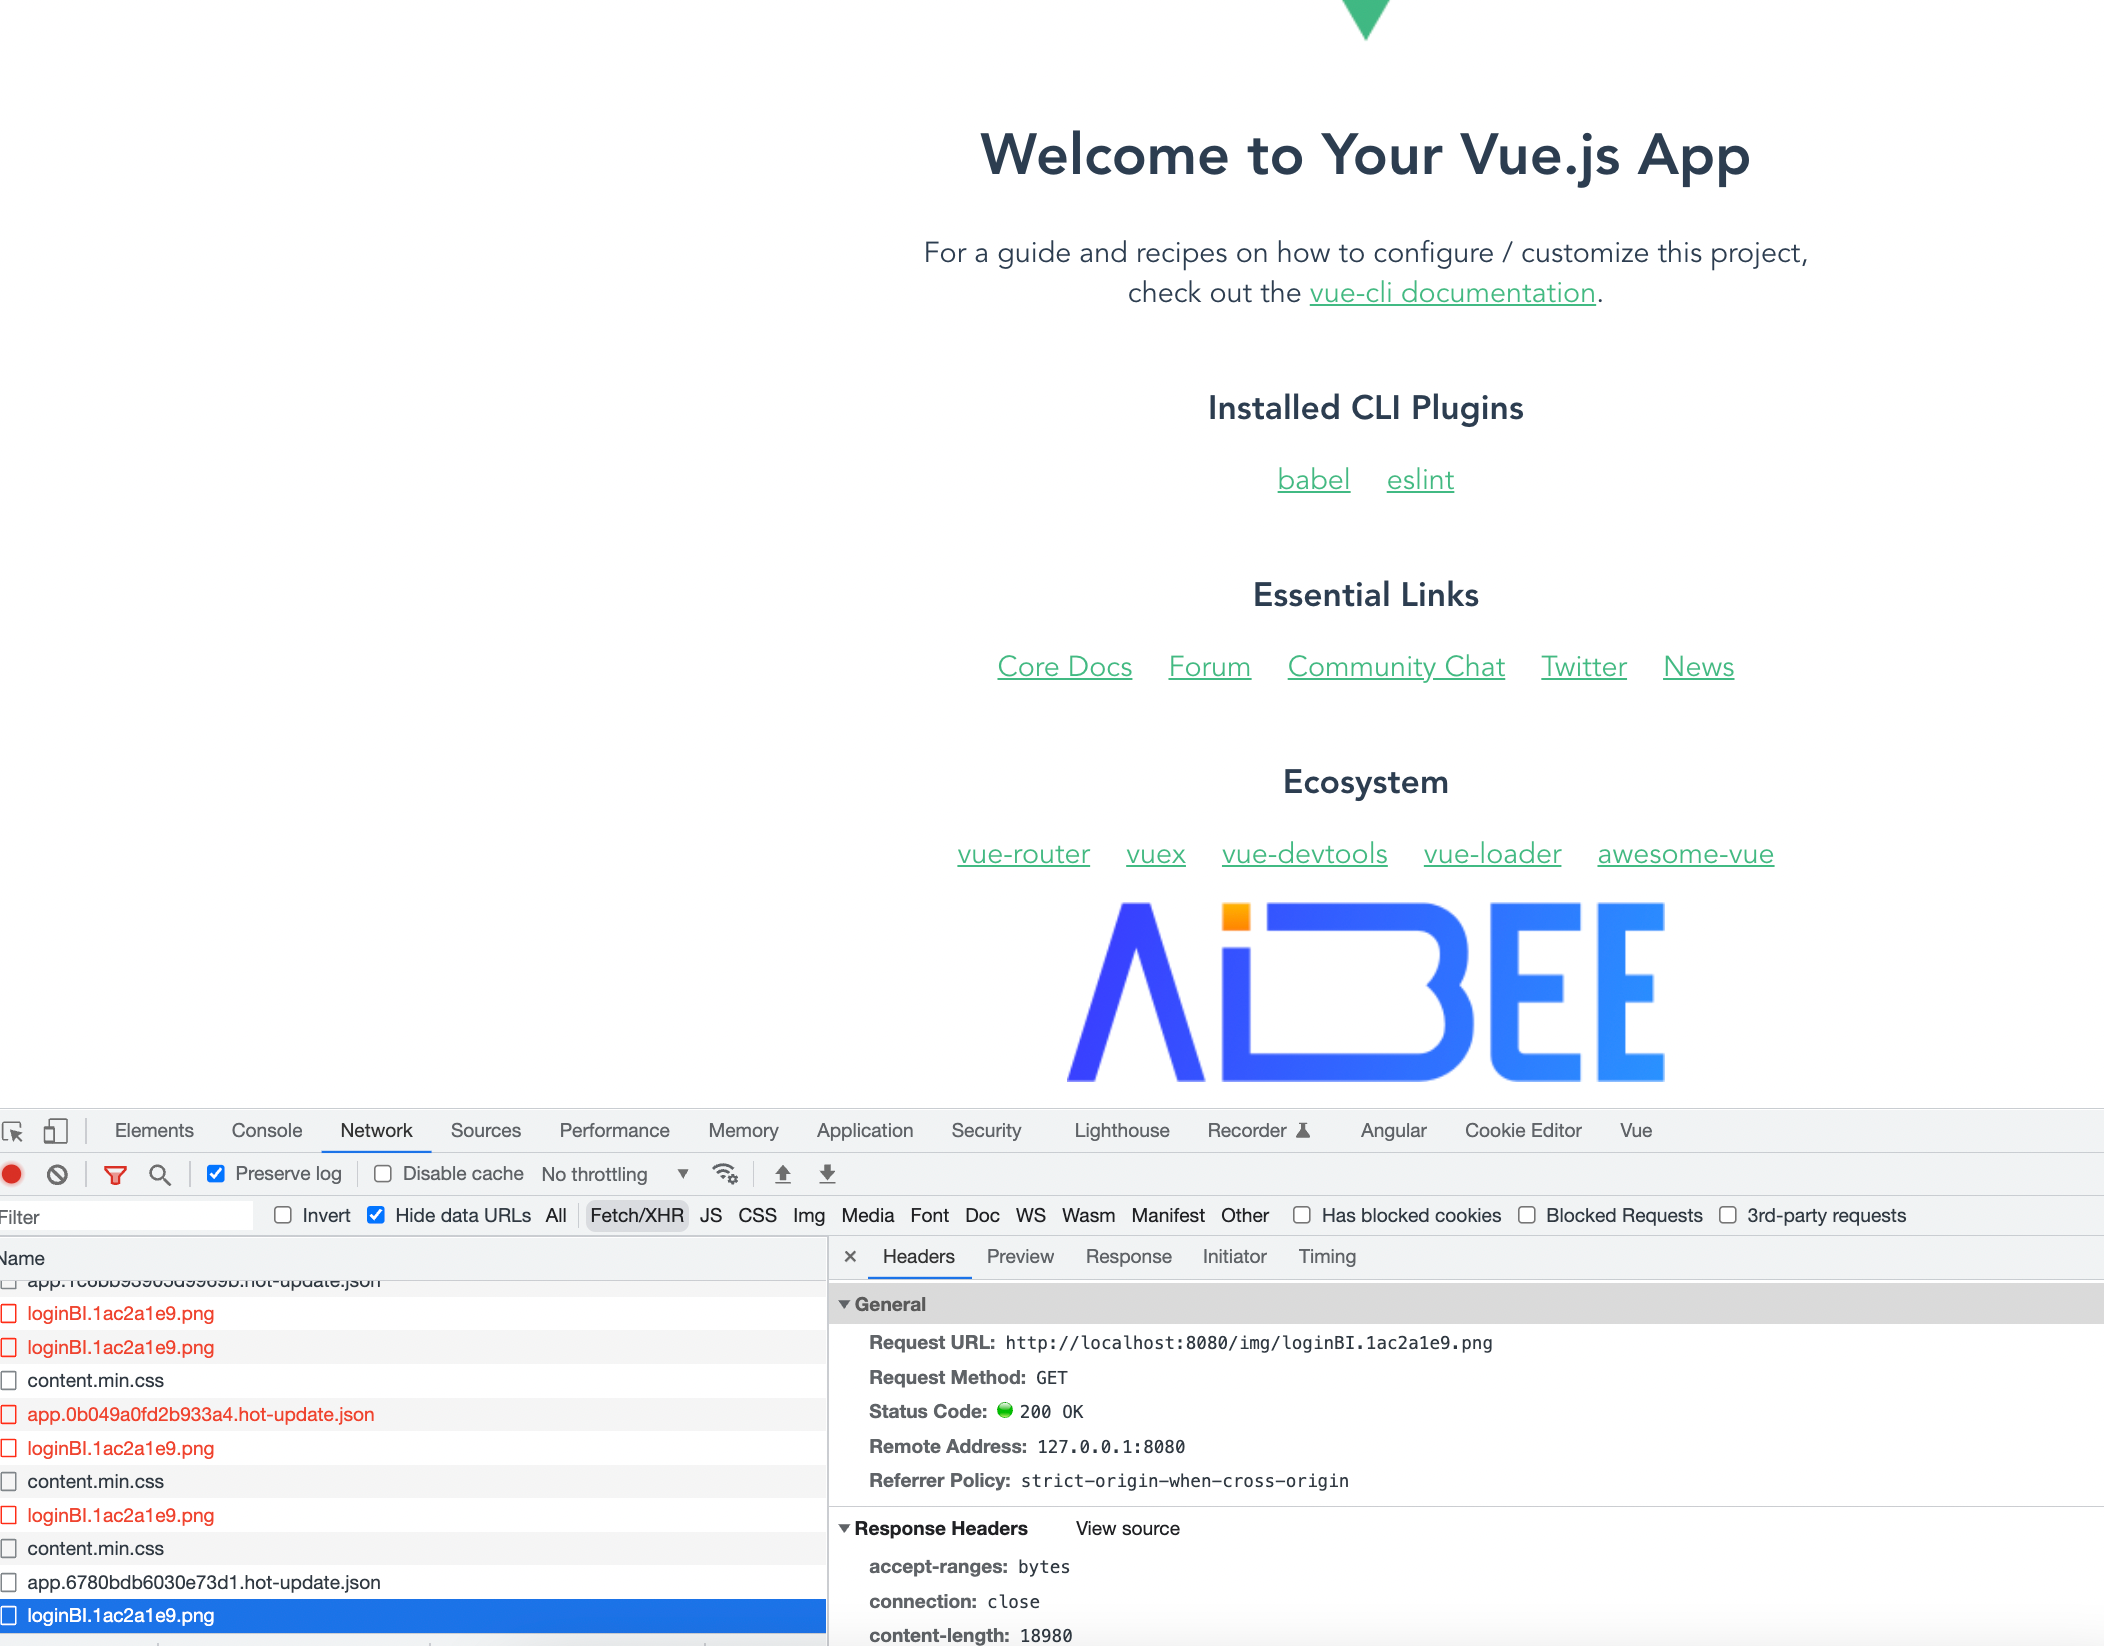 Welcome to Your Vue.js App
For a guide and recipes on how to configure / customize this project,
check out the vue-cli documentation.
Installed CLI Plugins
babel eslint
Essential Links
Core Docs Forum Community Chat Twitter News
Ecosystem
vue-router vuex vue-devtools vue-loader awesome-vue
AiBEE
Elements Console Network Sources Performance Memory Application Security Lighthouse Recorder Angular Cookie Editor Vue
Preserve log Disable cache No throttling
Filter Invert Hide data URLs All Fetch/XHR JS CSS Img Media Font Doc WS Wasm Manifest Other Has blocked cookies Blocked Requests 3rd-party requests
Name
loginBI.1ac2a1e9.png
loginBI.1ac2a1e9.png
content.min.css
app.0b049a0fd2b933a4.hot-update.json
loginBI.1ac2a1e9.png
content.min.css
loginBI.1ac2a1e9.png
content.min.css
app.6780bdb6030e73d1.hot-update.json
loginBI.1ac2a1e9.png
Headers Preview Response Initiator Timing
General
Request URL: http://localhost:8080/img/loginBI.1ac2a1e9.png
Request Method: GET
Status Code: 200 OK
Remote Address: 127.0.0.1:8080
Referrer Policy: strict-origin-when-cross-origin
Response Headers View source
accept-ranges: bytes
connection: close
content-length: 18980